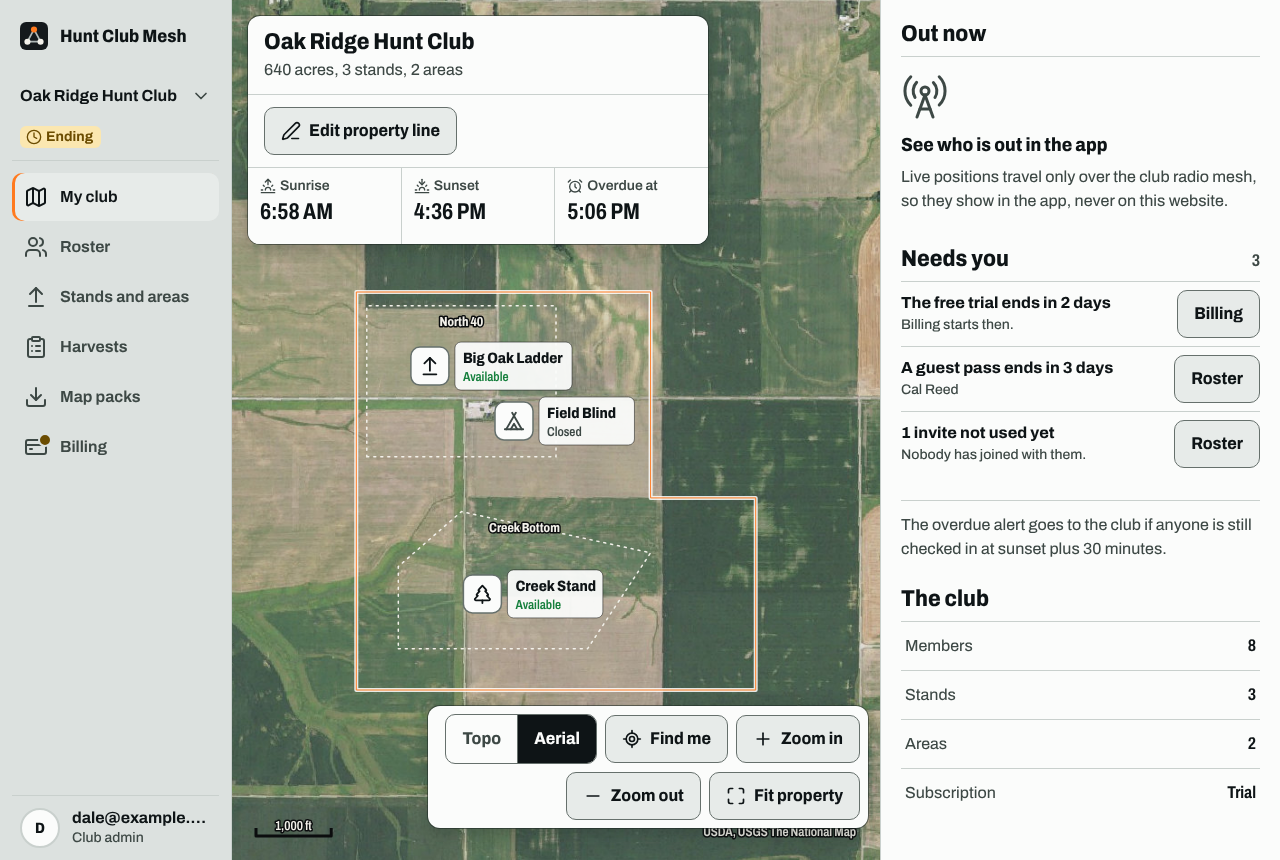 Hunt Club Mesh
Oak Ridge Hunt Club
Ending
My club
Roster
Stands and areas
Harvests
Map packs
Billing
D
dale@example....
Club admin
Oak Ridge Hunt Club
640 acres, 3 stands, 2 areas
Edit property line
Sunrise
6:58 AM
Sunset
4:36 PM
Overdue at
5:06 PM
North 40
Big Oak Ladder
Available
Field Blind
Closed
Creek Bottom
Creek Stand
Available
Topo
Aerial
Find me
Zoom in
Zoom out
Fit property
1,000 ft
USDA, USGS The National Map
Out now
See who is out in the app
Live positions travel only over the club radio mesh,
so they show in the app, never on this website.
Needs you
3
The free trial ends in 2 days
Billing starts then.
Billing
A guest pass ends in 3 days
Cal Reed
Roster
1 invite not used yet
Nobody has joined with them.
Roster
The overdue alert goes to the club if anyone is still
checked in at sunset plus 30 minutes.
The club
Members
8
Stands
3
Areas
2
Subscription
Trial